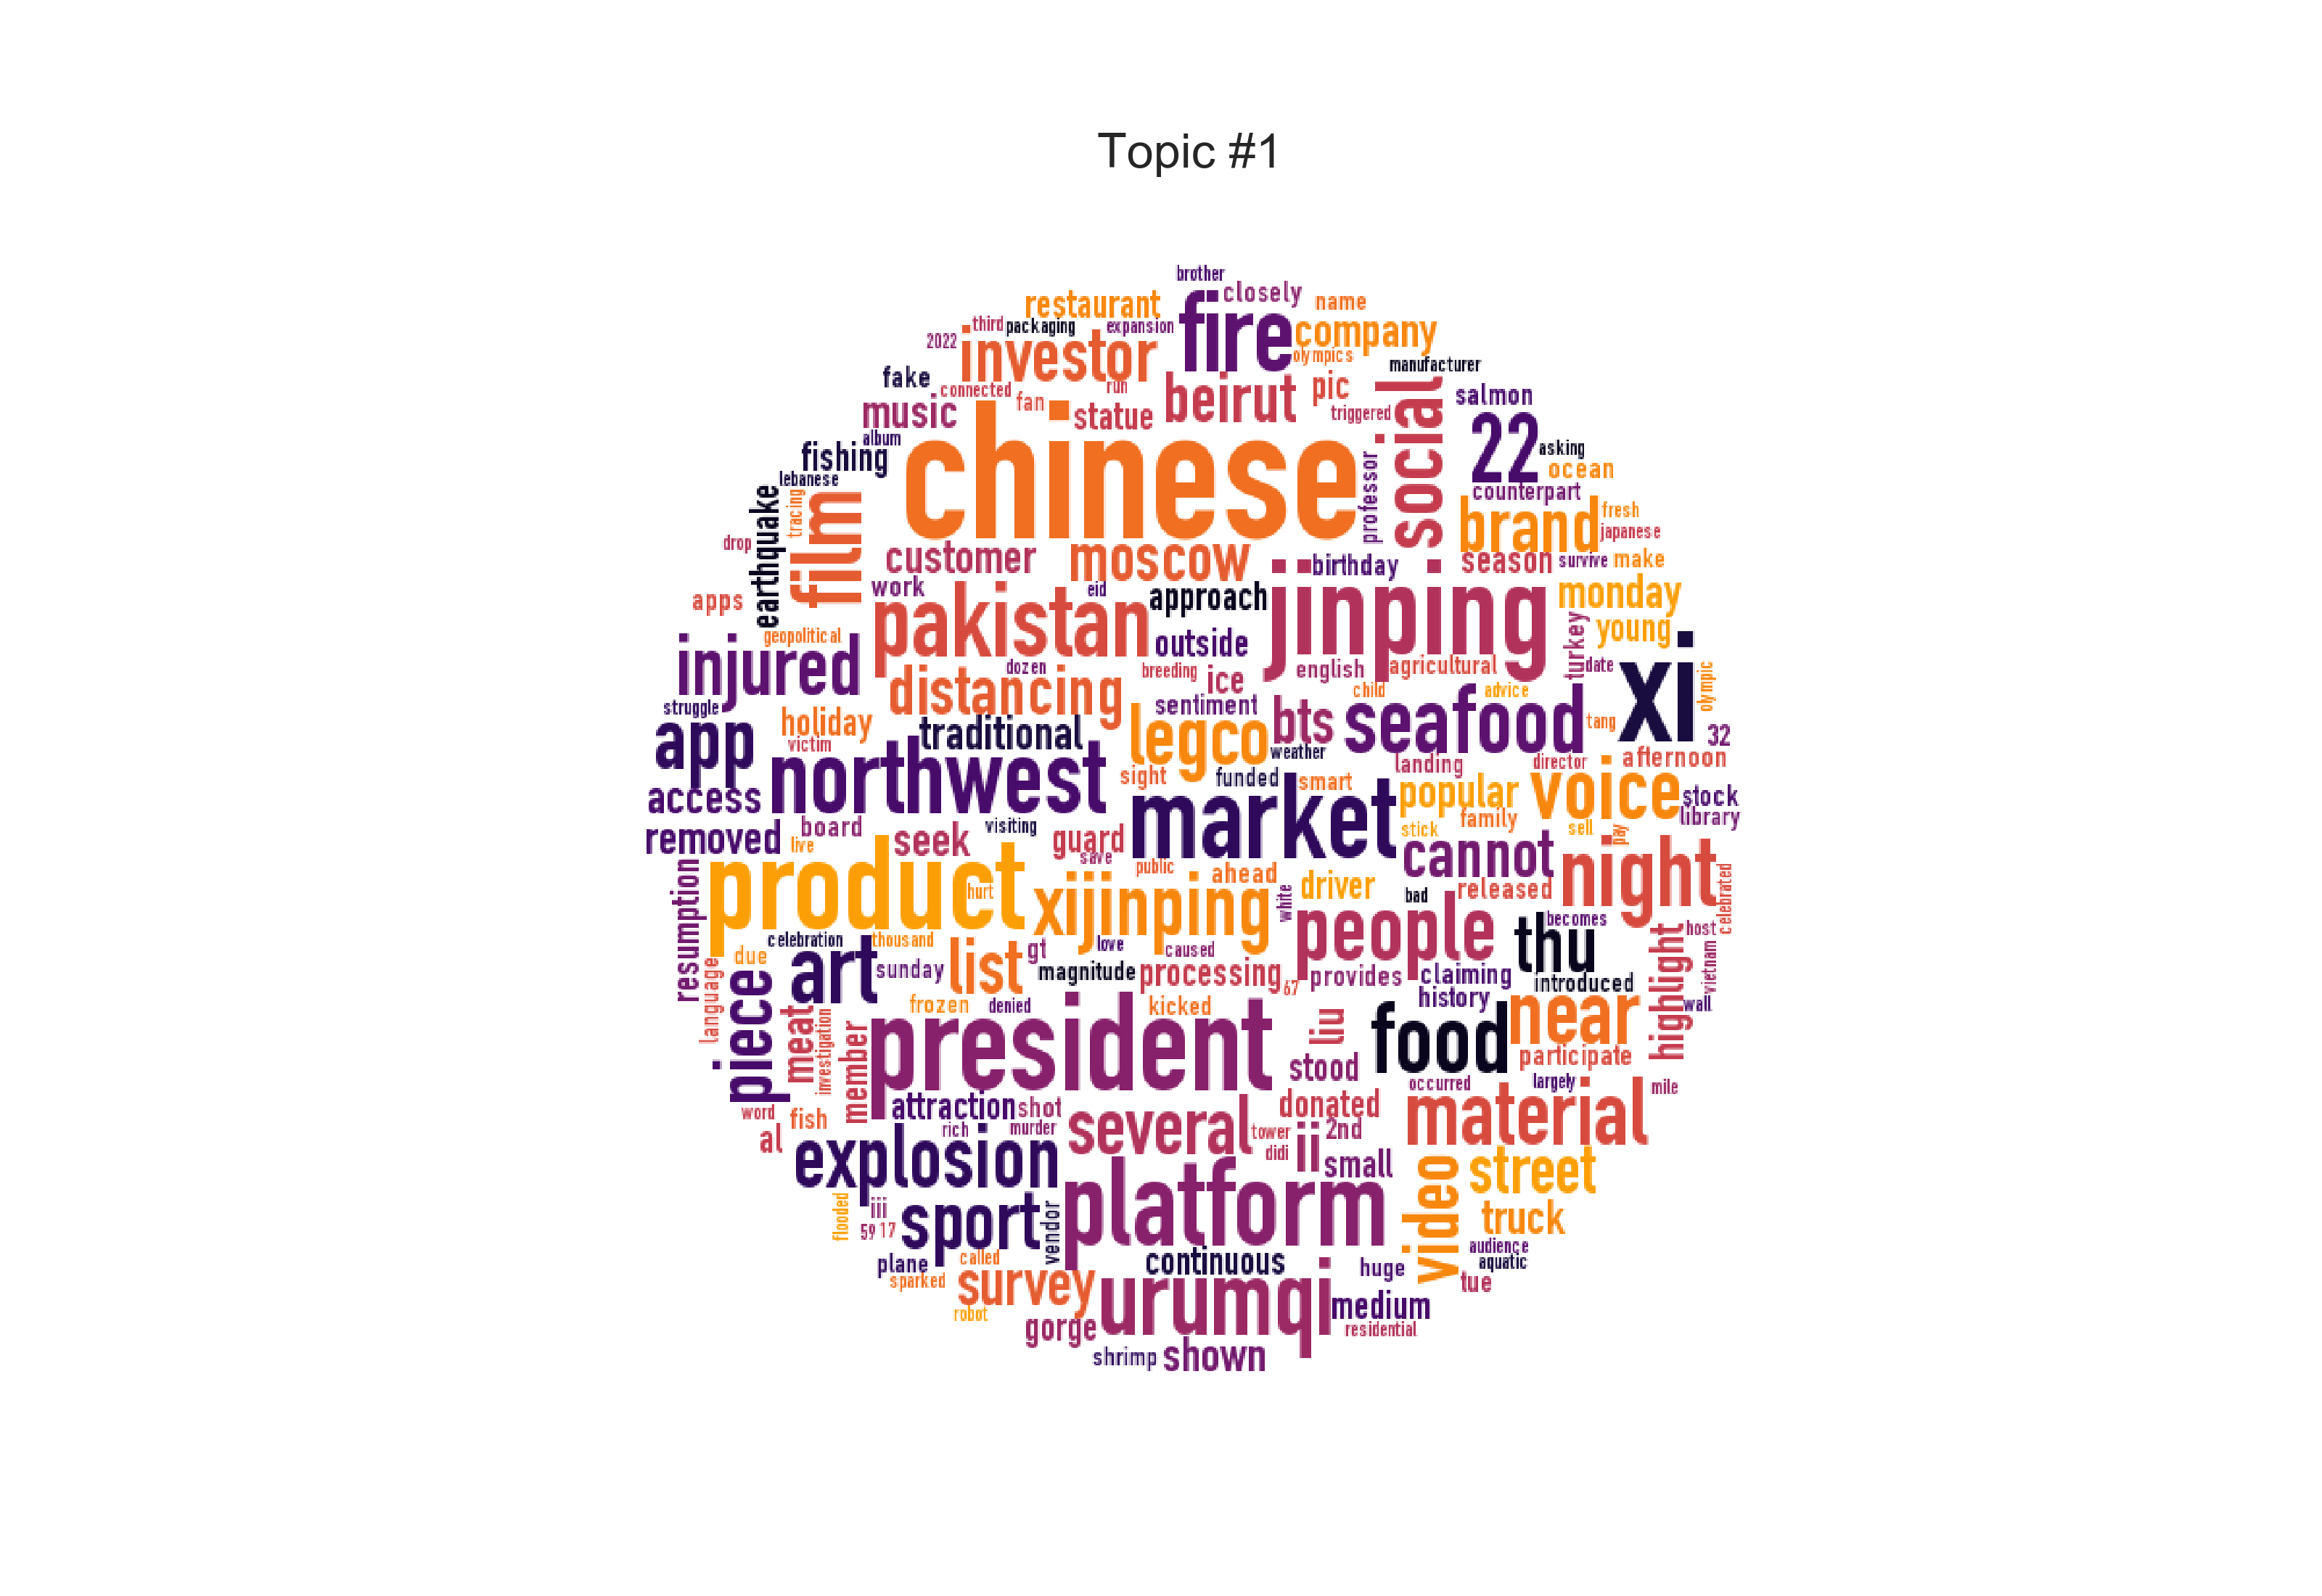 Topic #1
brother
restaurant
fire
closely
name
2022
third
packaging
expansion
company
investor
olympics
manufacturer
fake
connected
run
beirut
pic
social
salmon
music
fan
statue
triggered
album
chinese
professor
22
asking
fishing
lebanese
ocean
counterpart
earthquake
tracing
film
brand
fresh
japanese
drop
customer
moscow
birthday
season
survive
make
apps
work
eid
approach
jinping
monday
pakistan
geopolitical
outside
young
turkey
injured
dozen
breeding
ice
english
agricultural
date
xi
olympic
struggle
distancing
sentiment
child
advice
holiday
traditional
legco
bts
seafood
tang
app
victim
weather
32
northwest
sight
funded
smart
landing
director
afternoon
access
market
popular
voice
stock
removed
board
seek
visiting
guard
stick
family
sell
pay
library
live
save
public
cannot
night
resumption
product
hurt
xijinping
ahead
driver
released
celebrated
white
bad
people
becomes
host
celebration
thousand
love
caused
thu
highlight
vietnam
due
art
sunday
list
gt
magnitude
processing
67
provides
claiming
introduced
language
piece
frozen
denied
kicked
history
wall
meat
investigation
member
president
liu
food
near
participate
stood
word
fish
attraction
shot
occurred
largely
mile
al
rich
murder
several
donated
material
tower
ii
2nd
explosion
didi
small
video
street
flooded
iii
59
17
sport
vendor
platform
truck
plane
called
continuous
huge
audience
aquatic
sparked
survey
urumqi
tue
robot
medium
gorge
residential
shrimp
shown